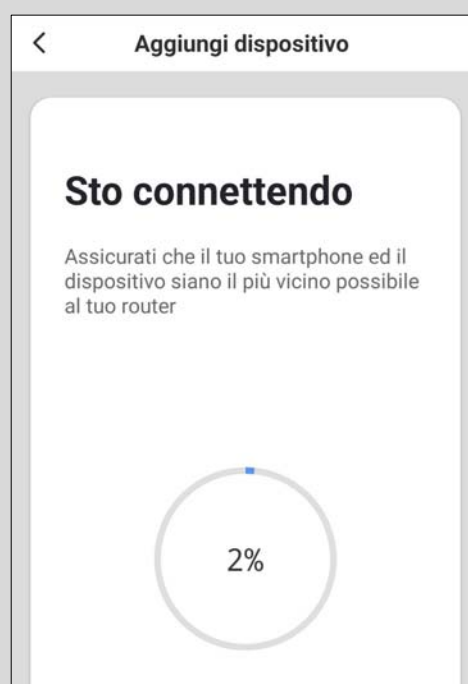 Aggiungi dispositivo
Sto connettendo
Assicurati che il tuo smartphone ed il
dispositivo siano il più vicino possibile
al tuo router
2%